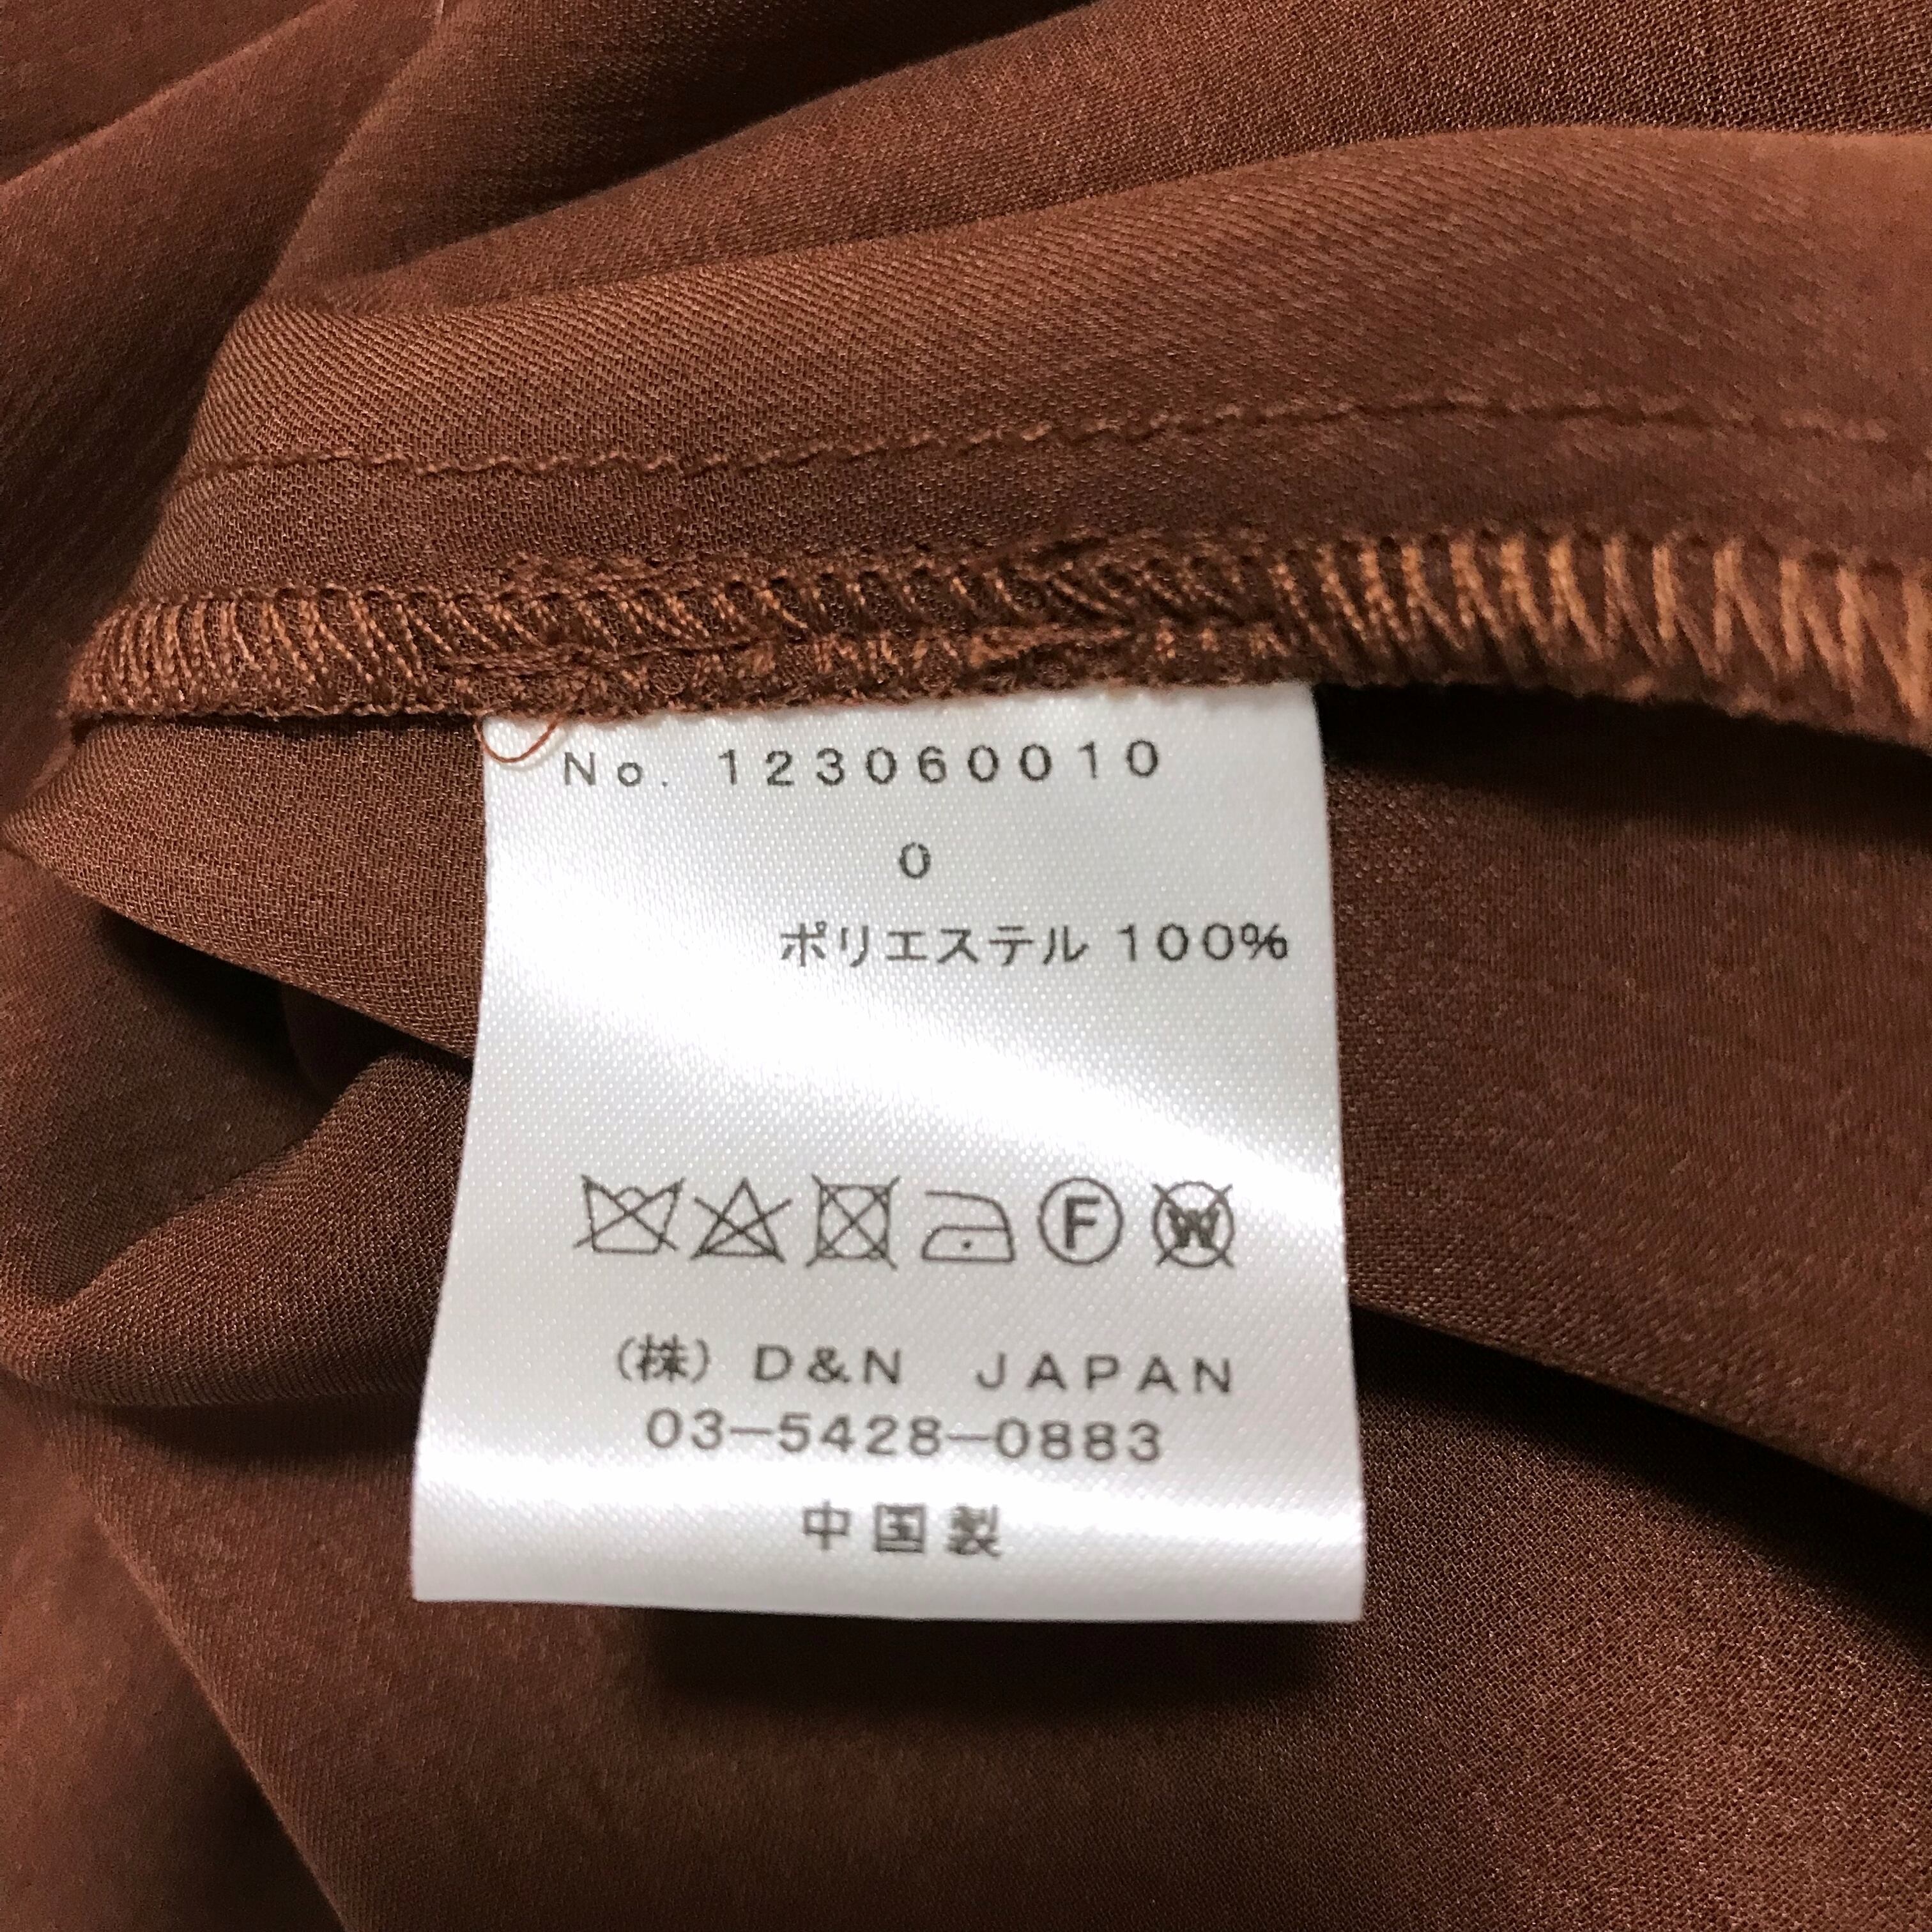 No. 123060010
0
ポリエステル 100%
F W
(株) D&N JAPAN
03-5428-0883
中国製